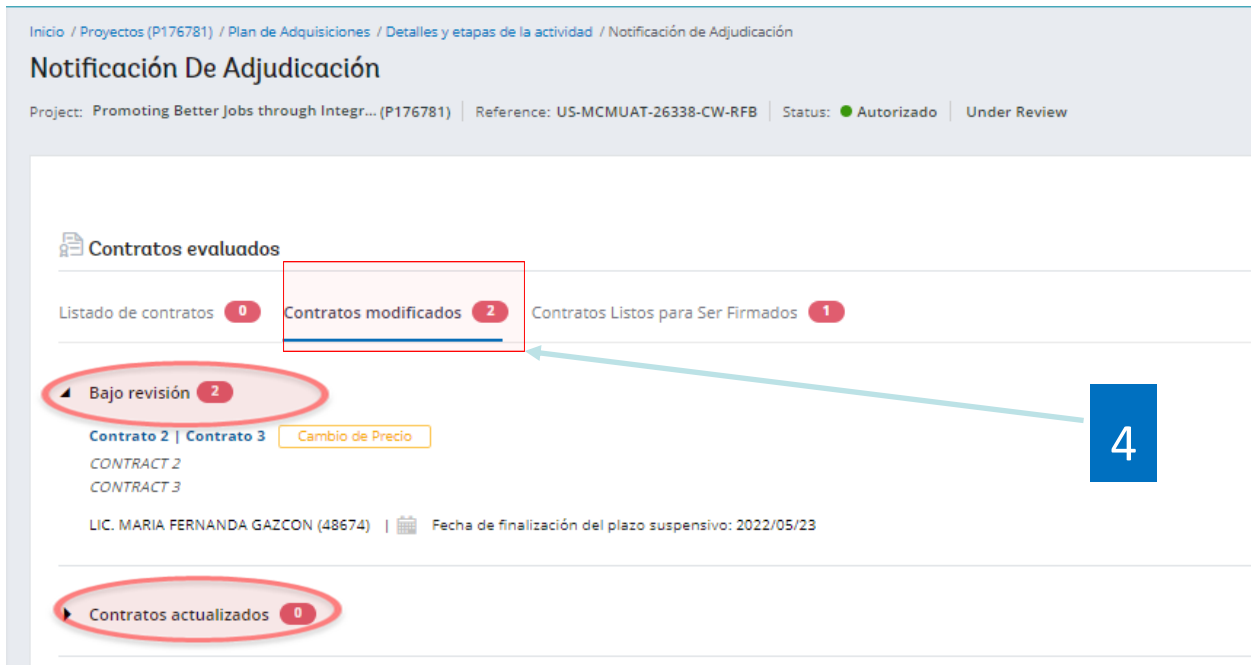 Inicio / Proyectos (P176781) / Plan de Adquisiciones / Detalles y etapas de la actividad / Notificación de Adjudicación
Notificación De Adjudicación
Project: Promoting Better Jobs through Integr... (P176781) | Reference: US-MCMUAT-26338-CW-RFB | Status: Autorizado | Under Review
Contratos evaluados
Listado de contratos 0 Contratos modificados 2 Contratos Listos para Ser Firmados 1
Bajo revisión 2
Contrato 2 | Contrato 3 Cambio de Precio
4
CONTRACT 2
CONTRACT 3
LIC. MARIA FERNANDA GAZCON (48674) | Fecha de finalización del plazo suspensivo: 2022/05/23
Contratos actualizados 0